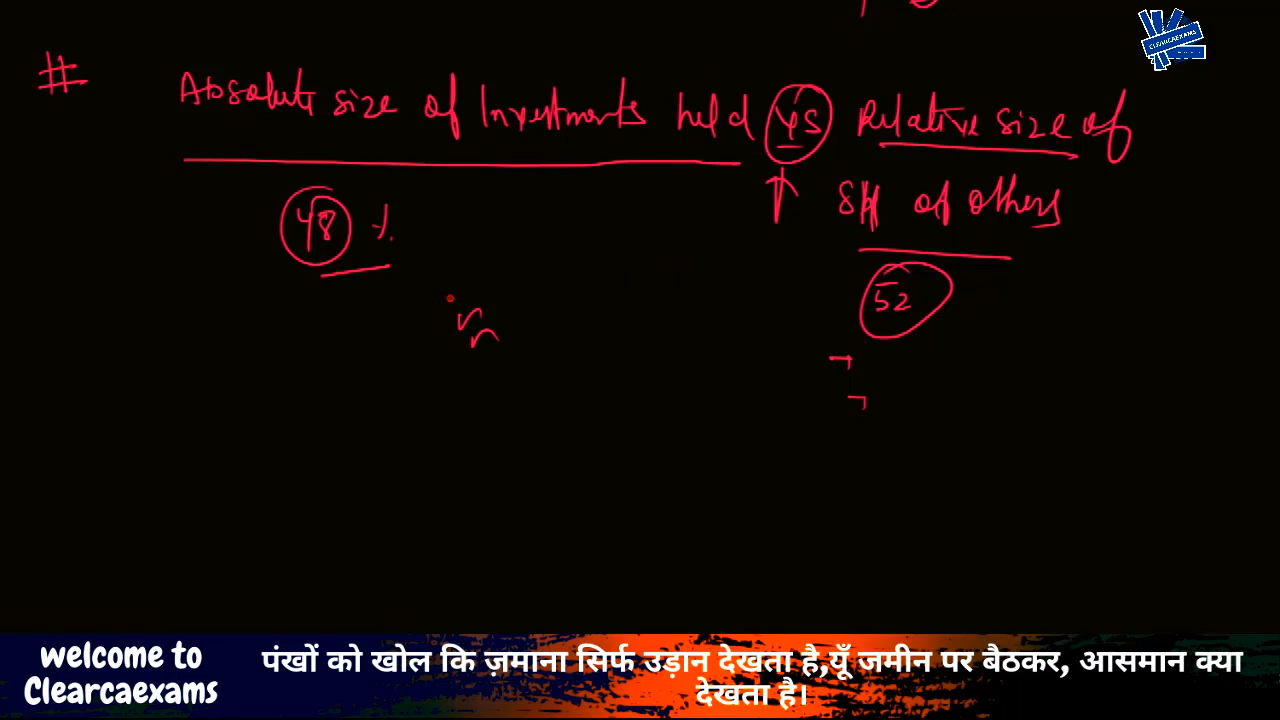 CLEARCAEXAMS
# Absolute size of Investments held VS Relative size of
SH of others
48 %
52
welcome to
Clearcaexams
पंखों को खोल कि ज़माना सिर्फ उड़ान देखता है,यूँ जमीन पर बैठकर, आसमान क्या
देखता है।